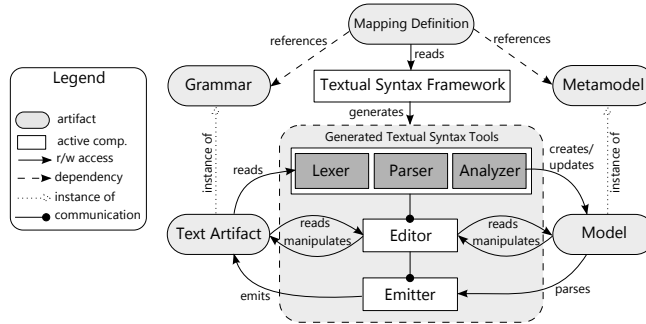 Mapping Definition
references
references
reads
Legend
artifact
active comp.
r/w access
dependency
instance of
communication
Grammar
Textual Syntax Framework
Metamodel
generates
Generated Textual Syntax Tools
instance of
reads
Lexer
Parser
Analyzer
creates/
updates
instance of
Text Artifact
reads
manipulates
Editor
reads
manipulates
Model
emits
Emitter
parses